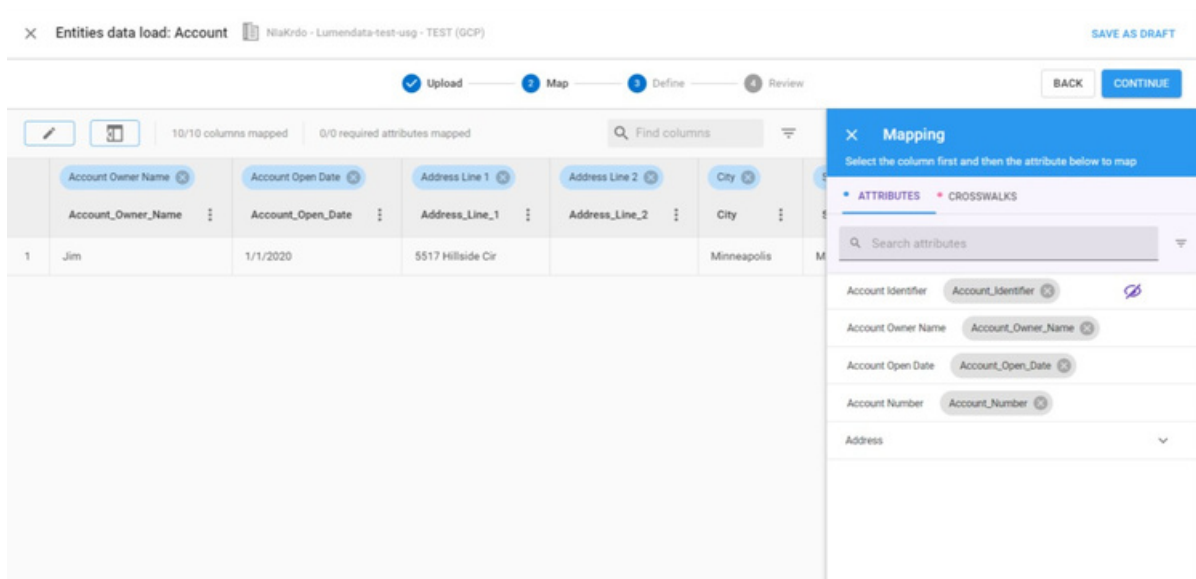 Entities data load: Account NlaKrdo - Lumendata-test-usg - TEST (GCP) SAVE AS DRAFT
Upload 2 Map 3 Define 4 Review BACK CONTINUE
10/10 columns mapped 0/0 required attributes mapped Find columns
Account Owner Name Account Open Date Address Line 1 Address Line 2 City S
Account_Owner_Name Account_Open_Date Address_Line_1 Address_Line_2 City S
1 Jim 1/1/2020 5517 Hillside Cir Minneapolis M
Mapping
Select the column first and then the attribute below to map
ATTRIBUTES CROSSWALKS
Search attributes
Account Identifier Account_Identifier
Account Owner Name Account_Owner_Name
Account Open Date Account_Open_Date
Account Number Account_Number
Address